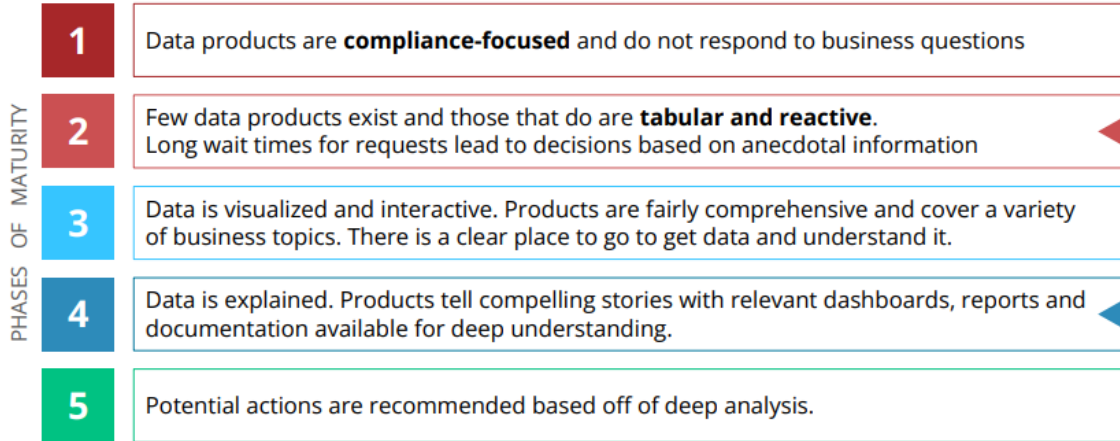 PHASES OF MATURITY
1
Data products are compliance-focused and do not respond to business questions
2
Few data products exist and those that do are tabular and reactive.
Long wait times for requests lead to decisions based on anecdotal information
3
Data is visualized and interactive. Products are fairly comprehensive and cover a variety
of business topics. There is a clear place to go to get data and understand it.
4
Data is explained. Products tell compelling stories with relevant dashboards, reports and
documentation available for deep understanding.
5
Potential actions are recommended based off of deep analysis.